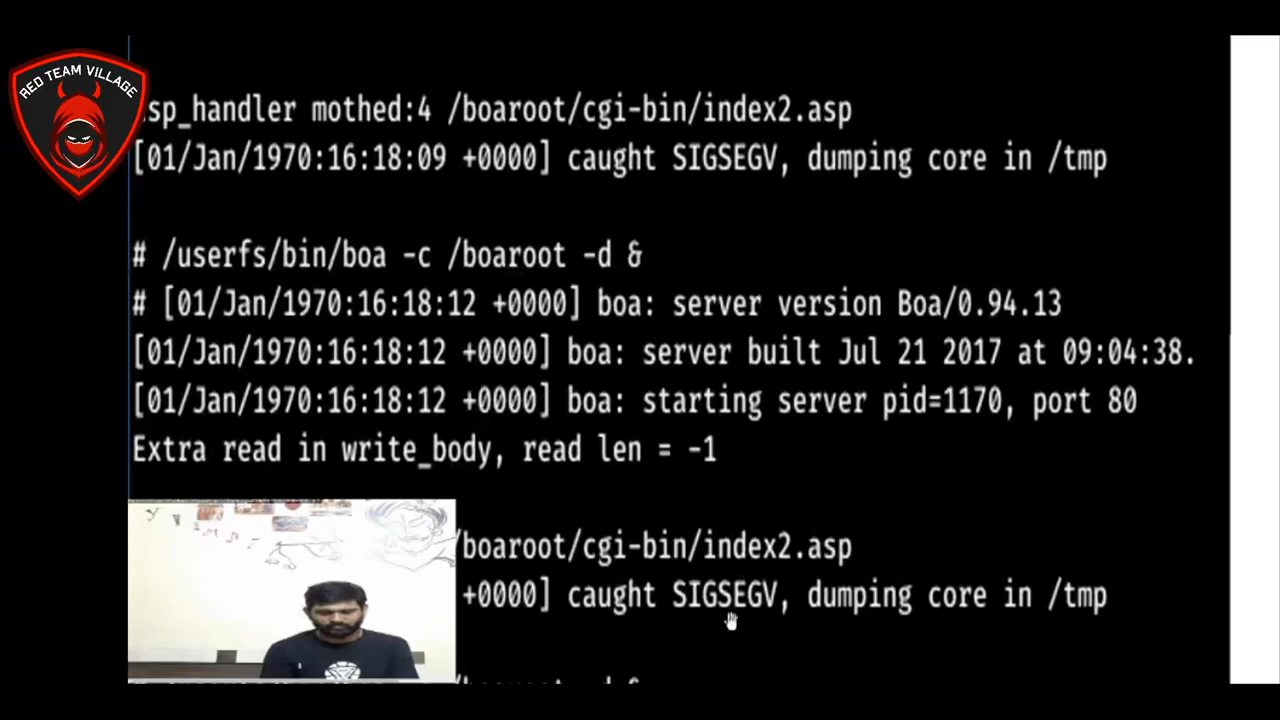 RED TEAM VILLAGE
sp_handler mothed:4 /boaroot/cgi-bin/index2.asp
[01/Jan/1970:16:18:09 +0000] caught SIGSEGV, dumping core in /tmp
# /userfs/bin/boa -c /boaroot -d &
# [01/Jan/1970:16:18:12 +0000] boa: server version Boa/0.94.13
[01/Jan/1970:16:18:12 +0000] boa: server built Jul 21 2017 at 09:04:38.
[01/Jan/1970:16:18:12 +0000] boa: starting server pid=1170, port 80
Extra read in write_body, read len = -1
/boaroot/cgi-bin/index2.asp
+0000] caught SIGSEGV, dumping core in /tmp